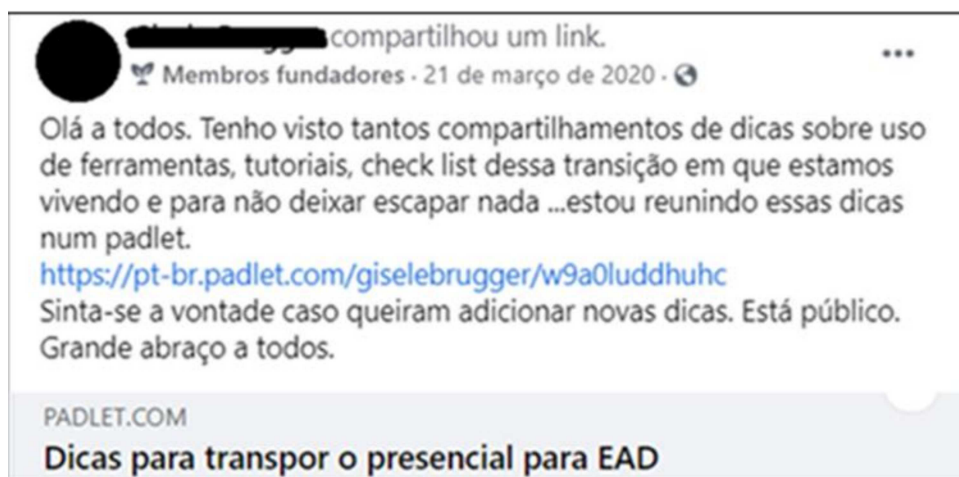 compartilhou um link.
Membros fundadores · 21 de março de 2020 ·
Olá a todos. Tenho visto tantos compartilhamentos de dicas sobre uso
de ferramentas, tutoriais, check list dessa transição em que estamos
vivendo e para não deixar escapar nada ...estou reunindo essas dicas
num padlet.
https://pt-br.padlet.com/giselebrugger/w9a0luddhuhc
Sinta-se a vontade caso queiram adicionar novas dicas. Está público.
Grande abraço a todos.
PADLET.COM
Dicas para transpor o presencial para EAD